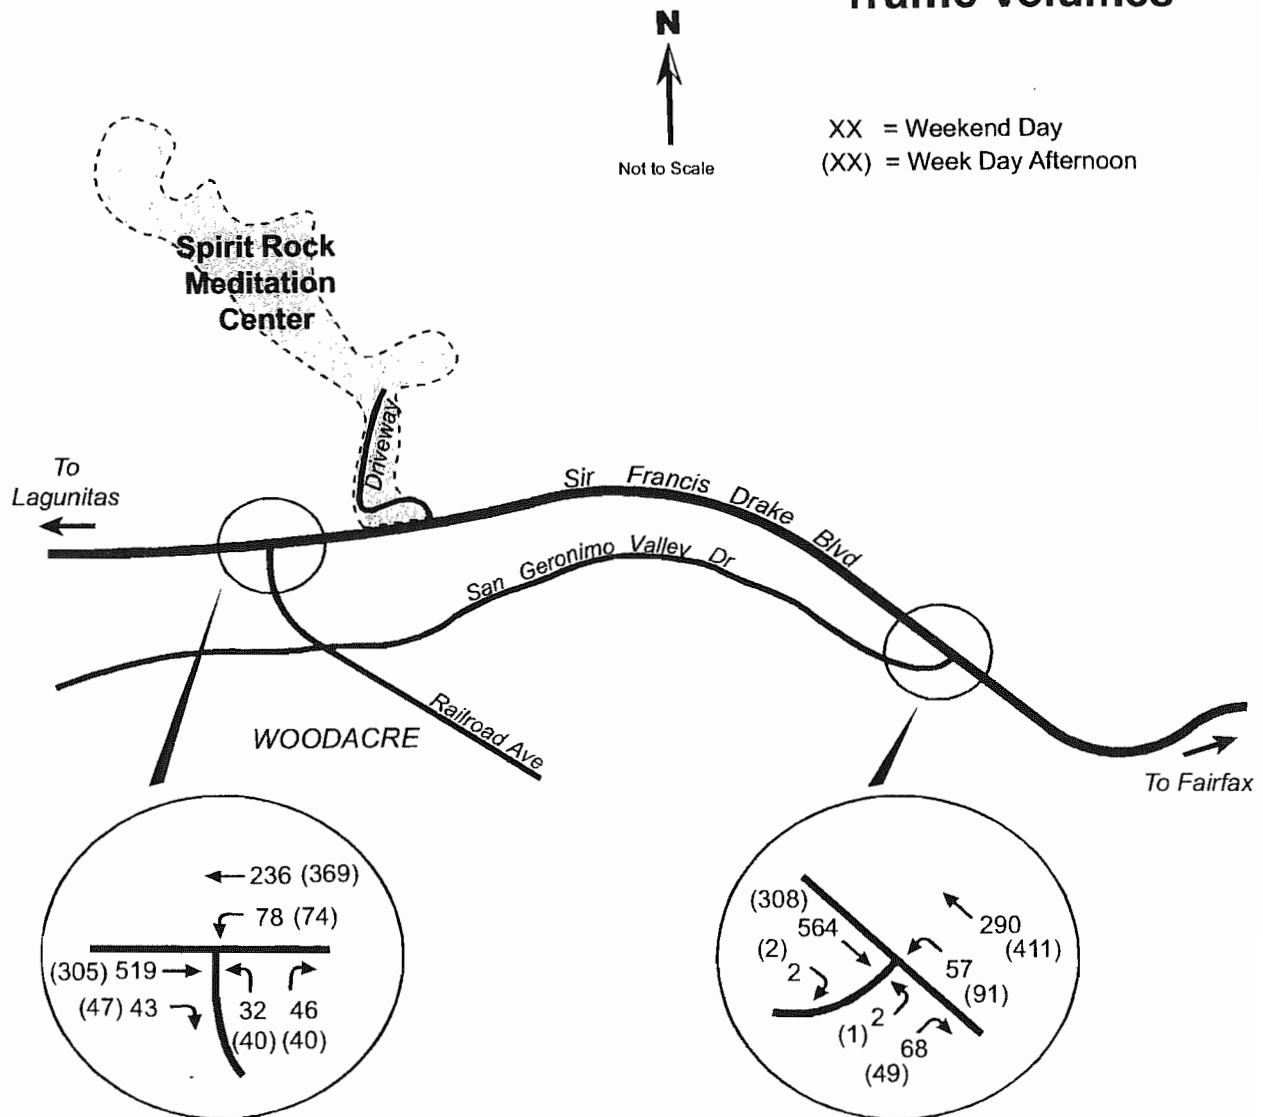 Traffic Volumes
N
Not to Scale
XX = Weekend Day
(XX) = Week Day Afternoon
Spirit Rock
Meditation
Center
Driveway
To
Lagunitas
Sir Francis Drake Blvd
San Geronimo Valley Dr
Railroad Ave
WOODACRE
To Fairfax
236 (369)
78 (74)
(305) 519
(47) 43
32 46
(40) (40)
(308)
564
(2)
2
290
(411)
57
(91)
2
(1)
68
(49)